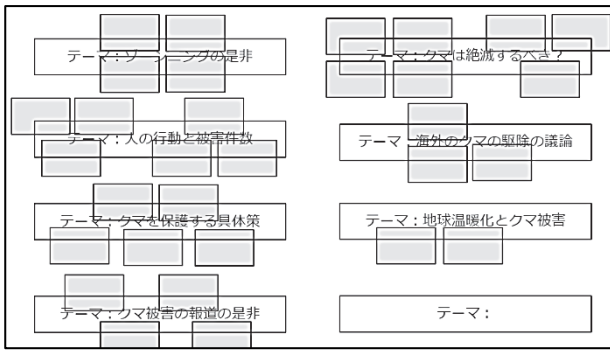 テーマ：ゾーンニングの是非
テーマ：クマは絶滅するべき？
テーマ：人の行動と被害件数
テーマ：海外のクマの駆除の議論
テーマ：クマを保護する具体策
テーマ：地球温暖化とクマ被害
テーマ：クマ被害の報道の是非
テーマ：